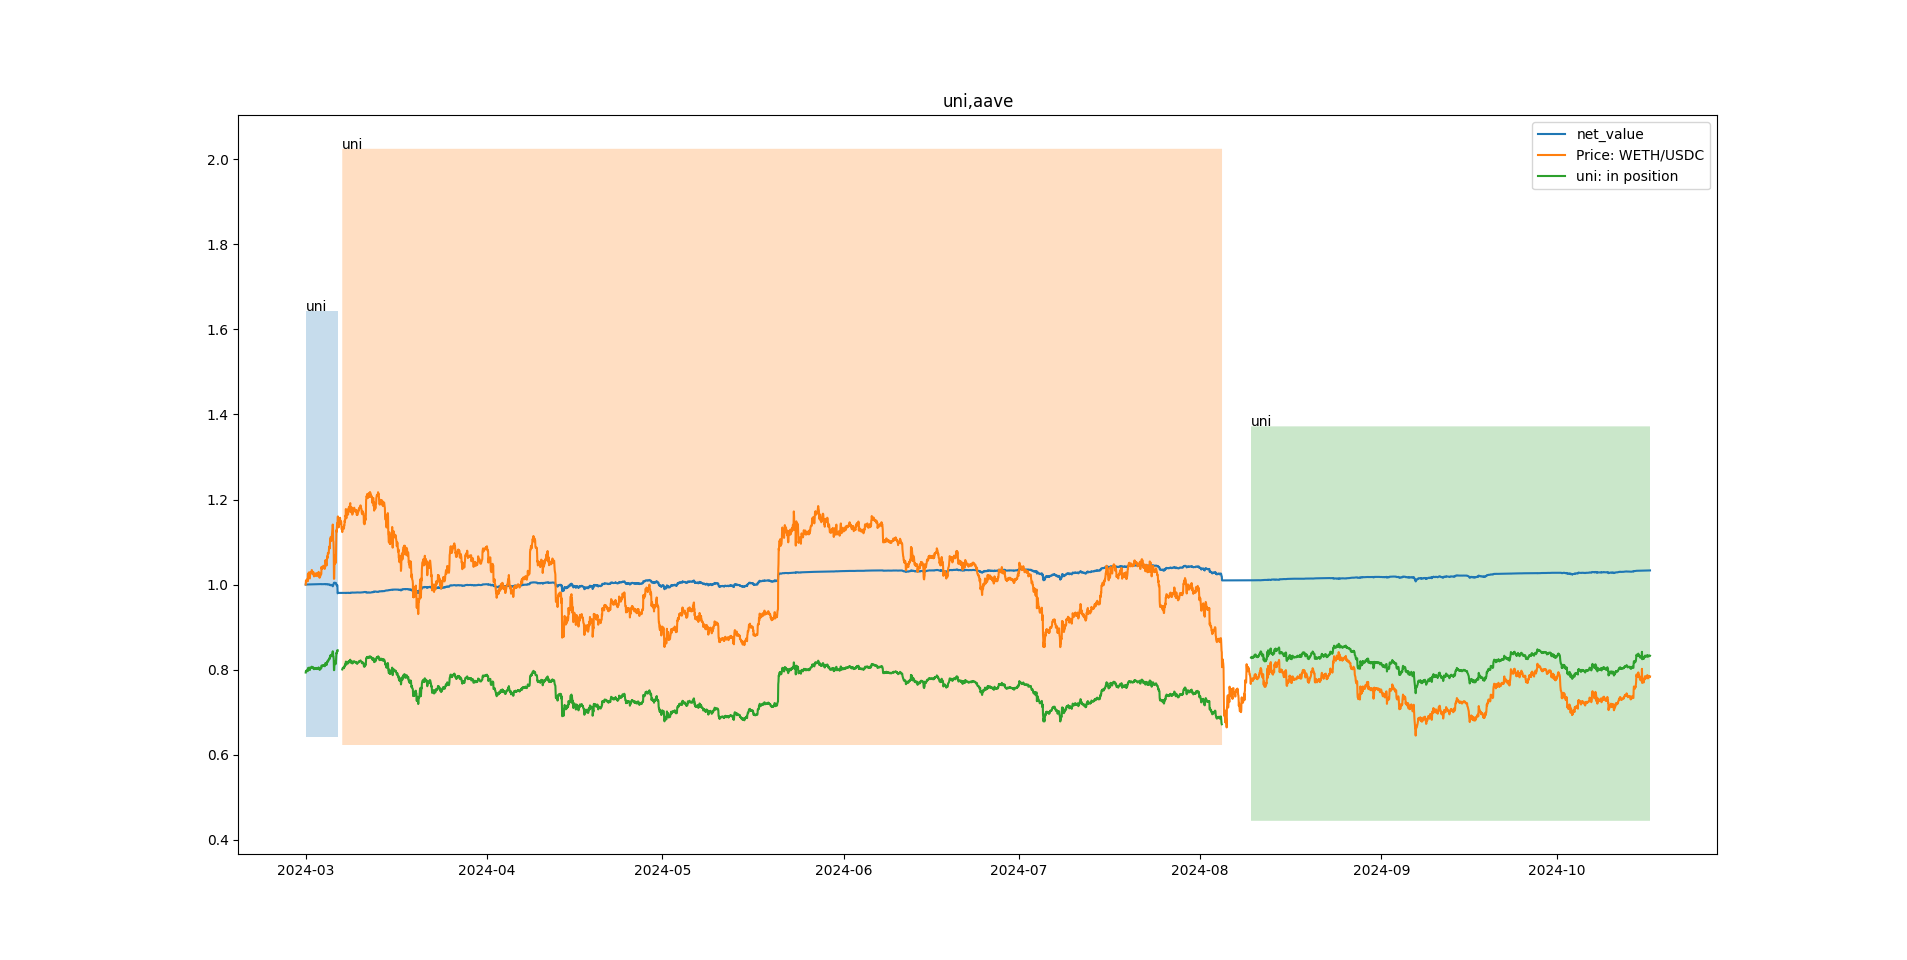 uni,aave
net_value
Price: WETH/USDC
uni: in position
uni
uni
uni
2.0
1.8
1.6
1.4
1.2
1.0
0.8
0.6
0.4
2024-03 2024-04 2024-05 2024-06 2024-07 2024-08 2024-09 2024-10